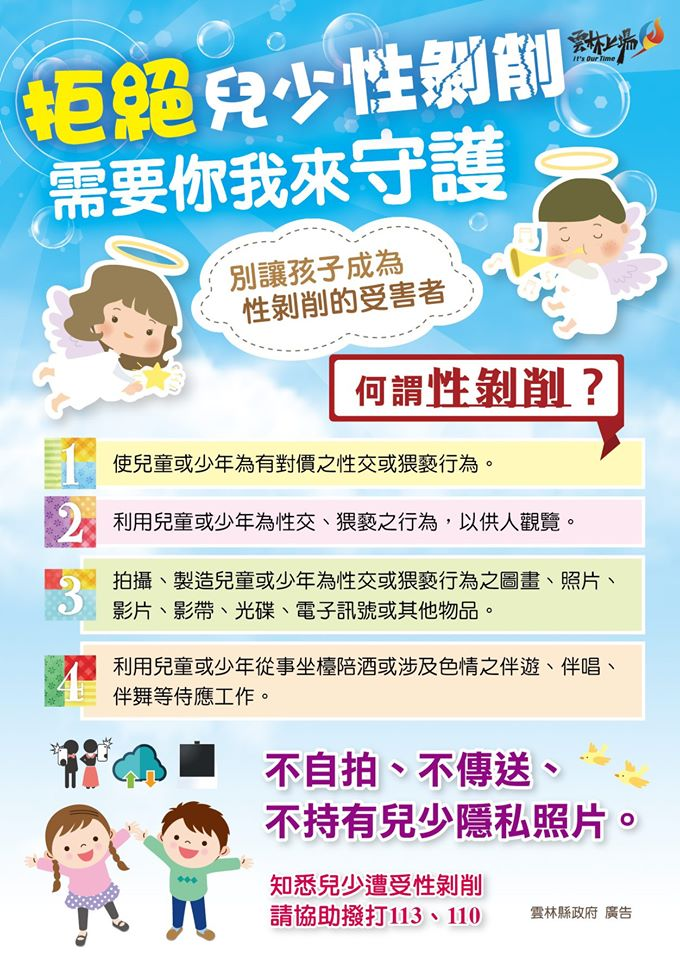 雲林上場
It's Our Time
拒絕兒少性剝削
需要你我來守護
別讓孩子成為
性剝削的受害者
何謂性剝削？
1 使兒童或少年為有對價之性交或猥褻行為。
2 利用兒童或少年為性交、猥褻之行為，以供人觀覽。
3 拍攝、製造兒童或少年為性交或猥褻行為之圖畫、照片、
影片、影帶、光碟、電子訊號或其他物品。
4 利用兒童或少年從事坐檯陪酒或涉及色情之伴遊、伴唱、
伴舞等侍應工作。
不自拍、不傳送、
不持有兒少隱私照片。
知悉兒少遭受性剝削
請協助撥打113、110
雲林縣政府 廣告